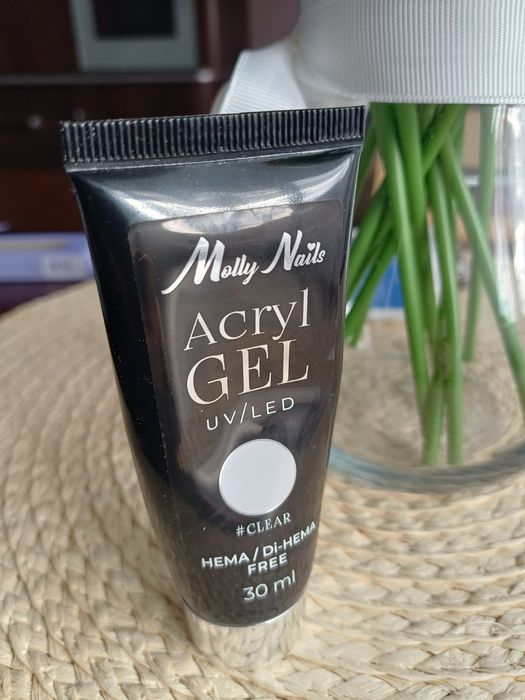 Molly Nails
Acryl
GEL
UV/LED
#CLEAR
HEMA/Di-HEMA
FREE
30 ml